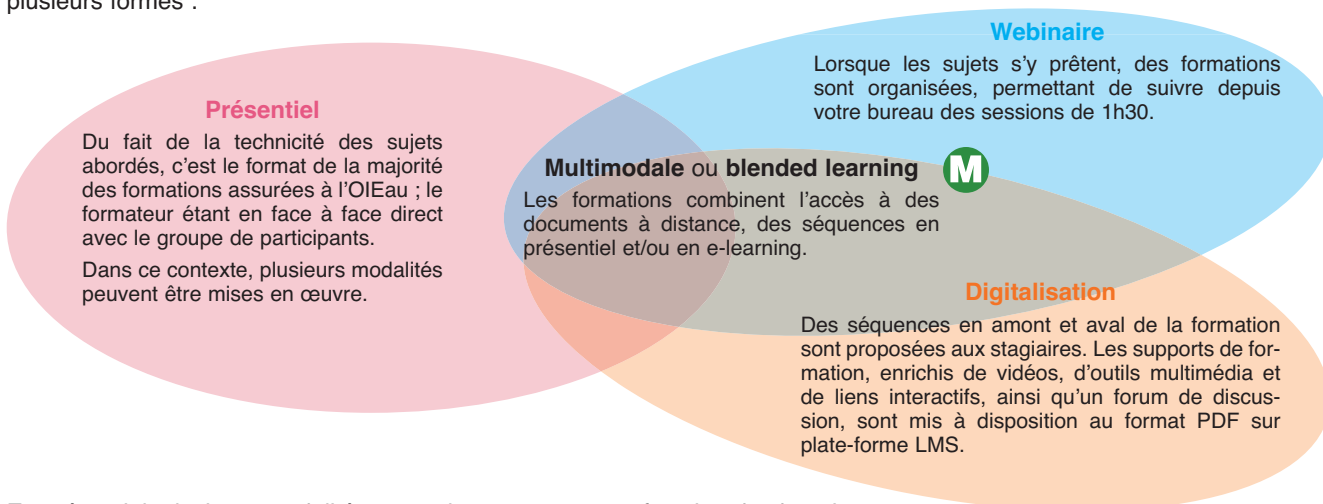 plusieurs formes :
Présentiel
Du fait de la technicité des sujets
abordés, c’est le format de la majorité
des formations assurées à l’OIEau ; le
formateur étant en face à face direct
avec le groupe de participants.
Dans ce contexte, plusieurs modalités
peuvent être mises en œuvre.
Webinaire
Lorsque les sujets s’y prêtent, des formations
sont organisées, permettant de suivre depuis
votre bureau des sessions de 1h30.
Multimodale ou blended learning
M
Les formations combinent l’accès à des
documents à distance, des séquences en
présentiel et/ou en e-learning.
Digitalisation
Des séquences en amont et aval de la formation
sont proposées aux stagiaires. Les supports de for-
mation, enrichis de vidéos, d’outils multimédia et
de liens interactifs, ainsi qu’un forum de discus-
sion, sont mis à disposition au format PDF sur
plate-forme LMS.